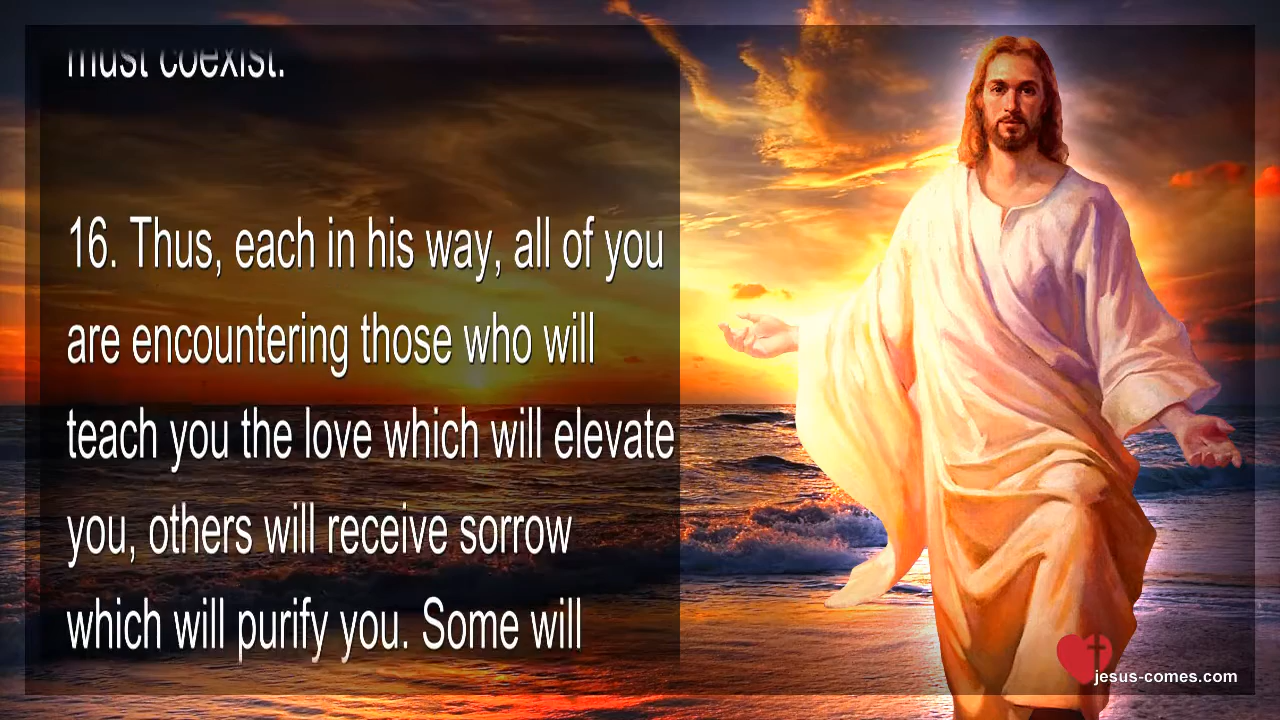 must coexist.
16. Thus, each in his way, all of you
are encountering those who will
teach you the love which will elevate
you, others will receive sorrow
which will purify you. Some will
jesus-comes.com